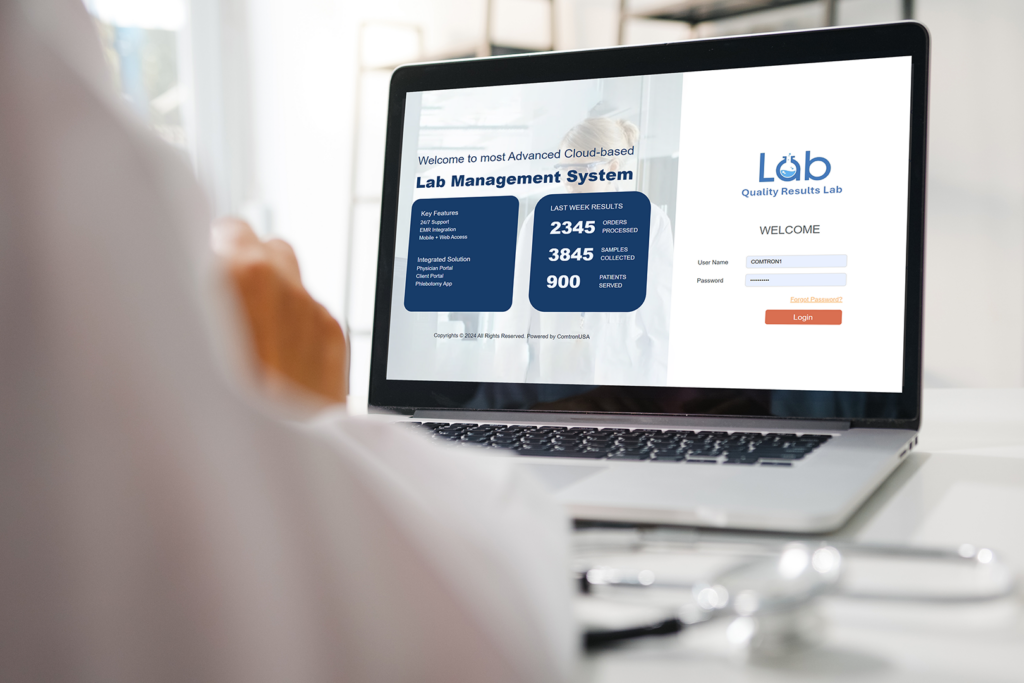 Welcome to most Advanced Cloud-based
Lab Management System
Key Features
24/7 Support
EMR Integration
Mobile + Web Access
Integrated Solution
Physician Portal
Client Portal
Phlebotomy App
LAST WEEK RESULTS
2345 ORDERS PROCESSED
3845 SAMPLES COLLECTED
900 PATIENTS SERVED
Copyrights © 2024 All Rights Reserved. Powered by ComtronUSA
Lab
Quality Results Lab
WELCOME
User Name COMTRON1
Password ••••••••••
Forgot Password?
Login